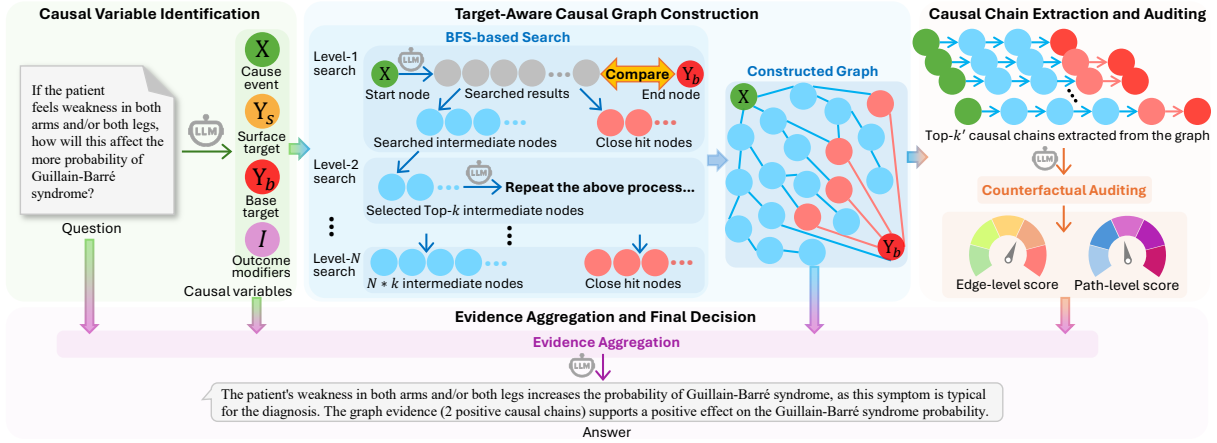 Causal Variable Identification
If the patient
feels weakness in both
arms and/or both legs,
how will this affect the
more probability of
Guillain-Barré
syndrome?
Question
LLM
X
Cause
event
Ys
Surface
target
Yb
Base
target
I
Outcome
modifiers
Causal variables
Target-Aware Causal Graph Construction
BFS-based Search
Level-1
search
LLM
X
Start node
Searched results
Compare
Yb
End node
Searched intermediate nodes
Close hit nodes
Level-2
search
LLM
Repeat the above process...
Selected Top-k intermediate nodes
Level-N
search
N * k intermediate nodes
Close hit nodes
Constructed Graph
X
Yb
Causal Chain Extraction and Auditing
Top-k′ causal chains extracted from the graph
LLM
Counterfactual Auditing
Edge-level score
Path-level score
Evidence Aggregation and Final Decision
Evidence Aggregation
LLM
The patient's weakness in both arms and/or both legs increases the probability of Guillain-Barré syndrome, as this symptom is typical
for the diagnosis. The graph evidence (2 positive causal chains) supports a positive effect on the Guillain-Barré syndrome probability.
Answer